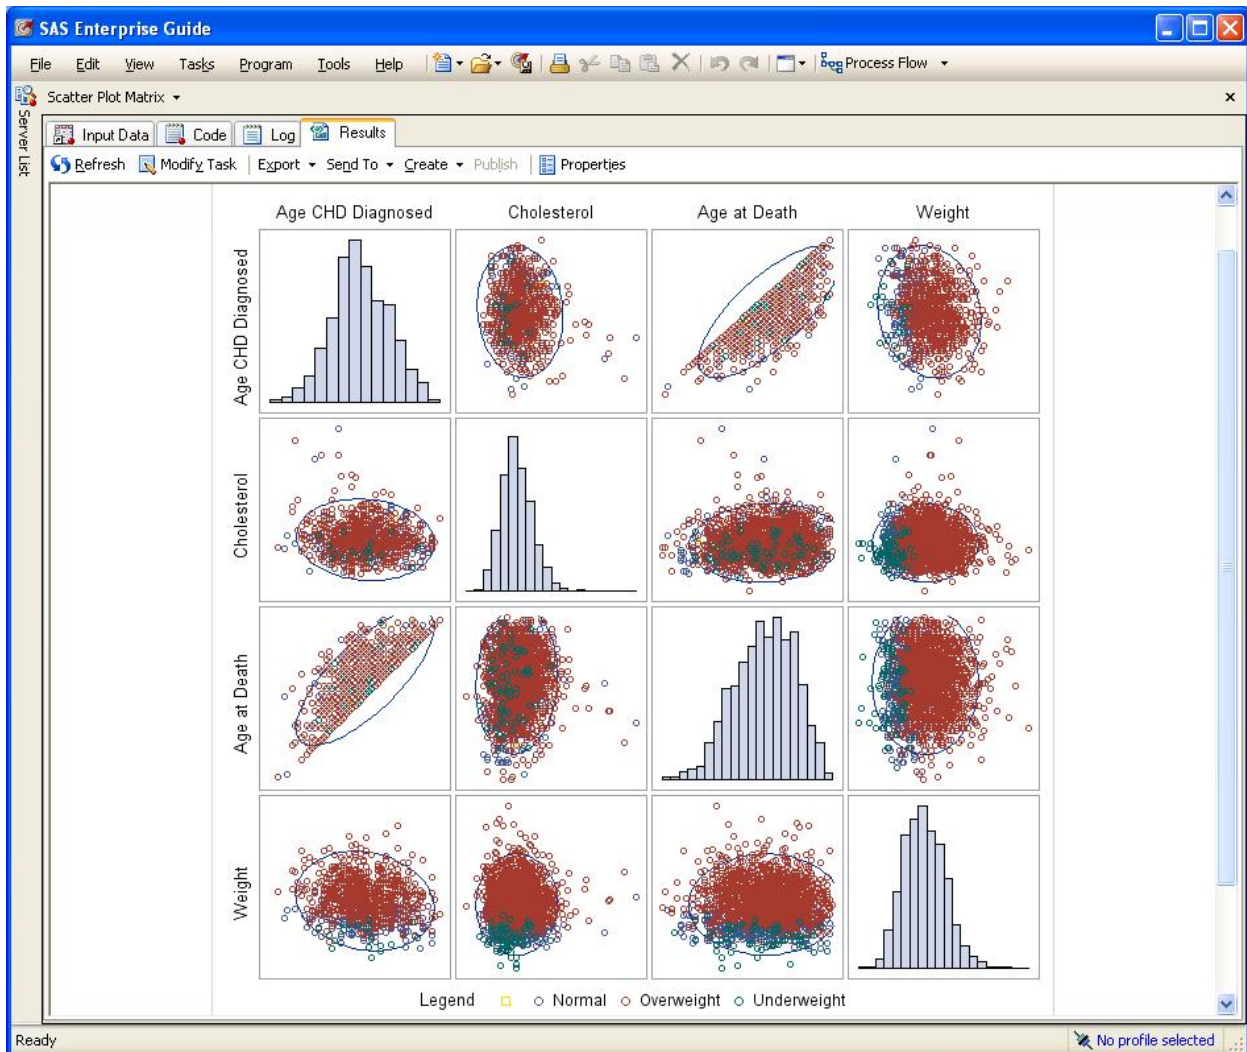 SAS Enterprise Guide
File Edit View Tasks Program Tools Help Process Flow
Scatter Plot Matrix
Server List
Input Data Code Log Results
Refresh Modify Task Export Send To Create Publish Properties
Age CHD Diagnosed Cholesterol Age at Death Weight
Age CHD Diagnosed
Cholesterol
Age at Death
Weight
Legend Normal Overweight Underweight
Ready No profile selected